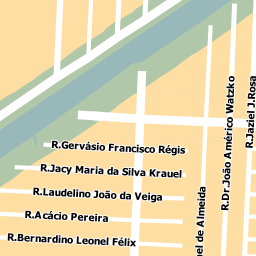 R.Gervásio Francisco Régis
R.Jacy Maria da Silva Krauel
R.Laudelino João da Veiga
R.Acácio Pereira
R.Bernardino Leonel Félix
de Almeida
R.Dr.João Américo Watzko
R.Jaziel J.Rosa